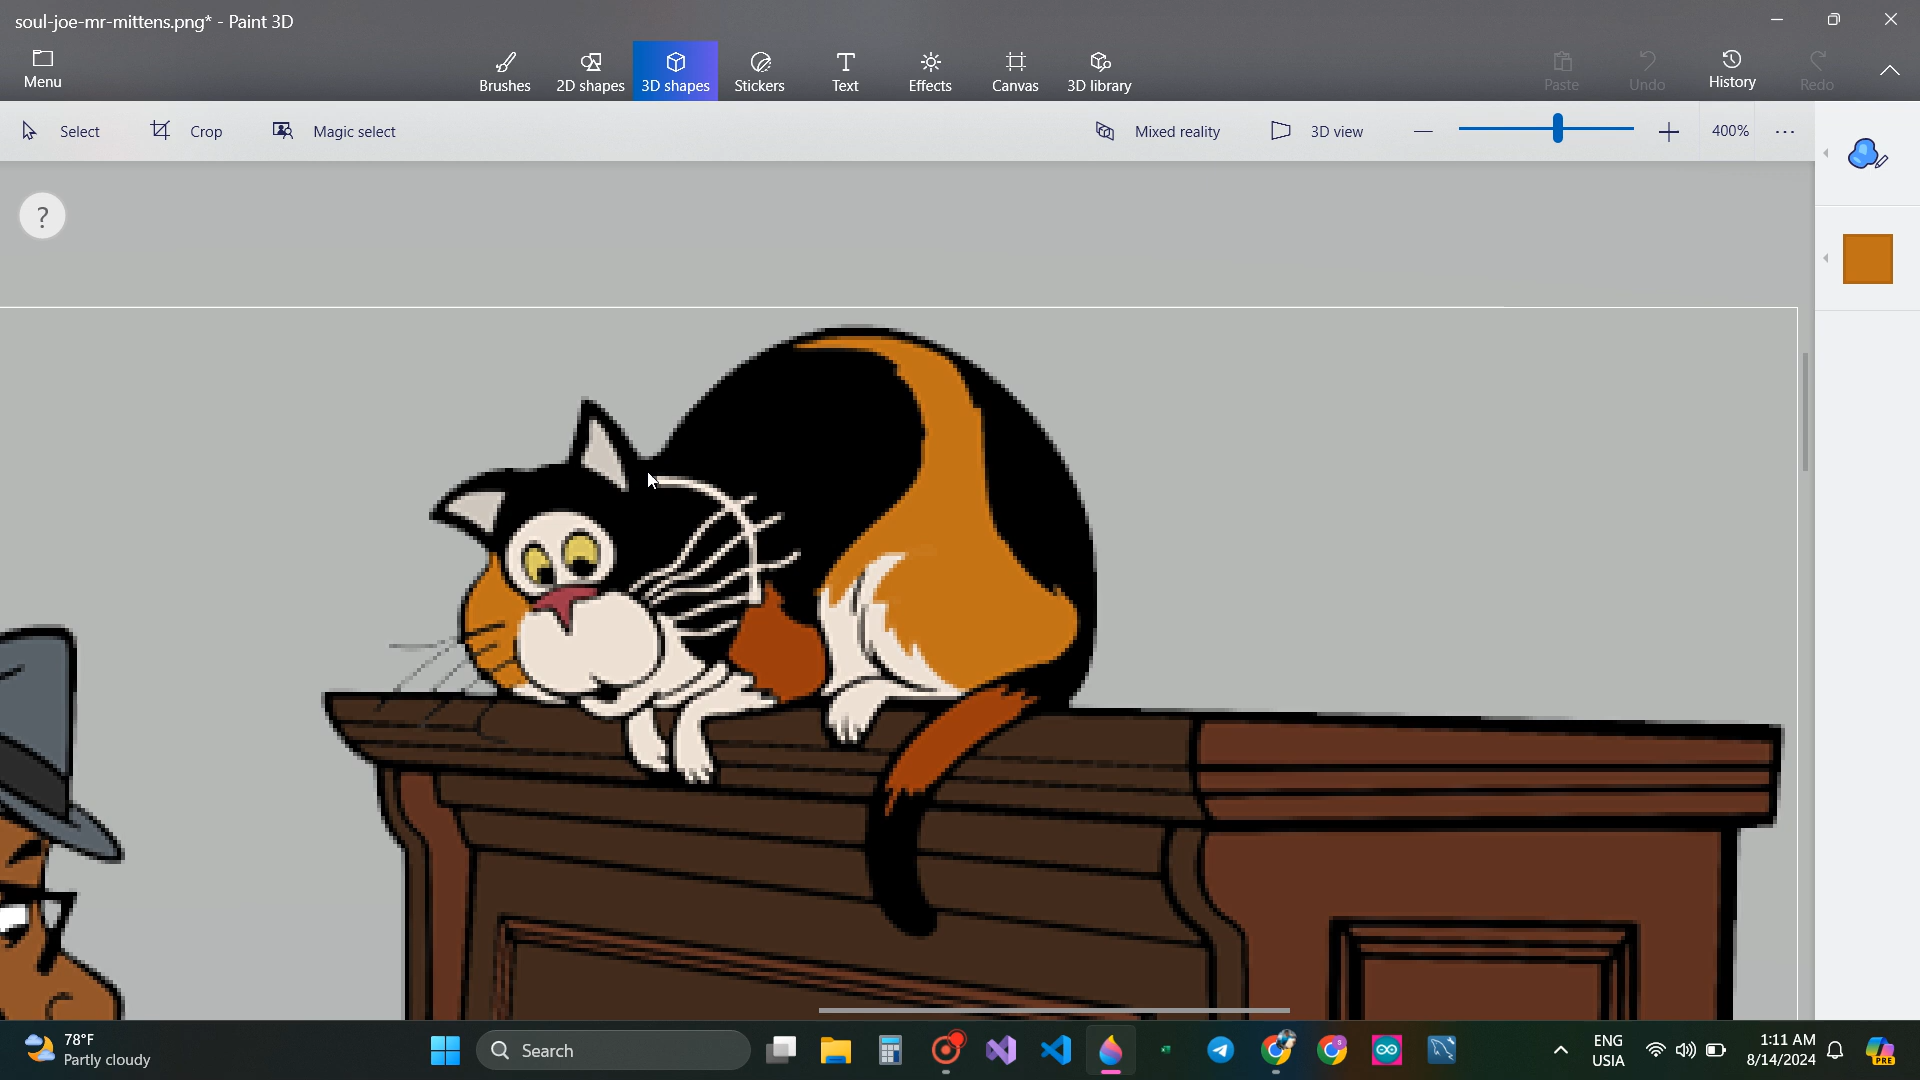 soul-joe-mr-mittens.png* - Paint 3D
Menu
Brushes
2D shapes
3D shapes
Stickers
Text
Effects
Canvas
3D library
Paste
Undo
History
Redo
Select
Crop
Magic select
Mixed reality
3D view
400%
?
78°F
Partly cloudy
Search
ENG
USIA
1:11 AM
8/14/2024
PRE